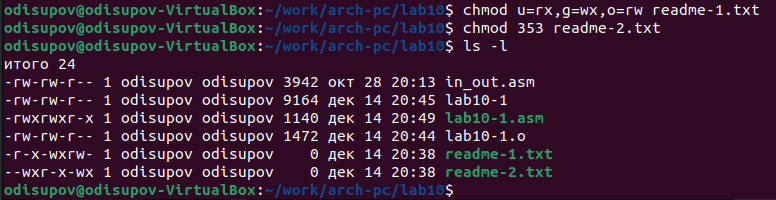 odisupov@odisupov-VirtualBox:~/work/arch-pc/lab10$ chmod u=rx,g=wx,o=rw readme-1.txt
odisupov@odisupov-VirtualBox:~/work/arch-pc/lab10$ chmod 353 readme-2.txt
odisupov@odisupov-VirtualBox:~/work/arch-pc/lab10$ ls -l
итого 24
-rw-rw-r-- 1 odisupov odisupov 3942 окт 28 20:13 in_out.asm
-rw-rw-r-- 1 odisupov odisupov 9164 дек 14 20:45 lab10-1
-rwxrwxr-x 1 odisupov odisupov 1140 дек 14 20:49 lab10-1.asm
-rw-rw-r-- 1 odisupov odisupov 1472 дек 14 20:44 lab10-1.o
-r-x-wxrw- 1 odisupov odisupov    0 дек 14 20:38 readme-1.txt
--wxr-x-wx 1 odisupov odisupov    0 дек 14 20:38 readme-2.txt
odisupov@odisupov-VirtualBox:~/work/arch-pc/lab10$